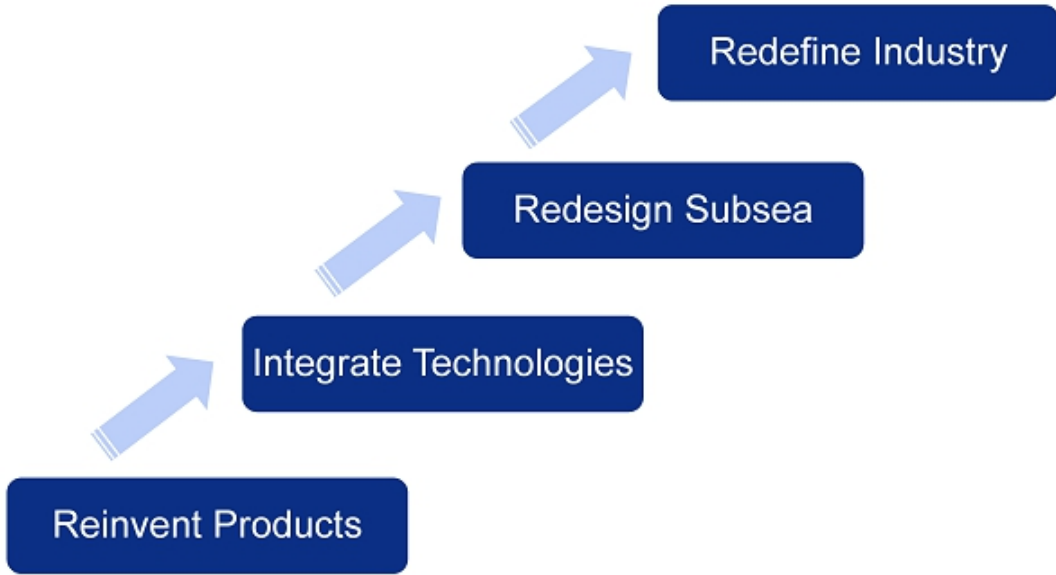 Redefine Industry
Redesign Subsea
Integrate Technologies
Reinvent Products